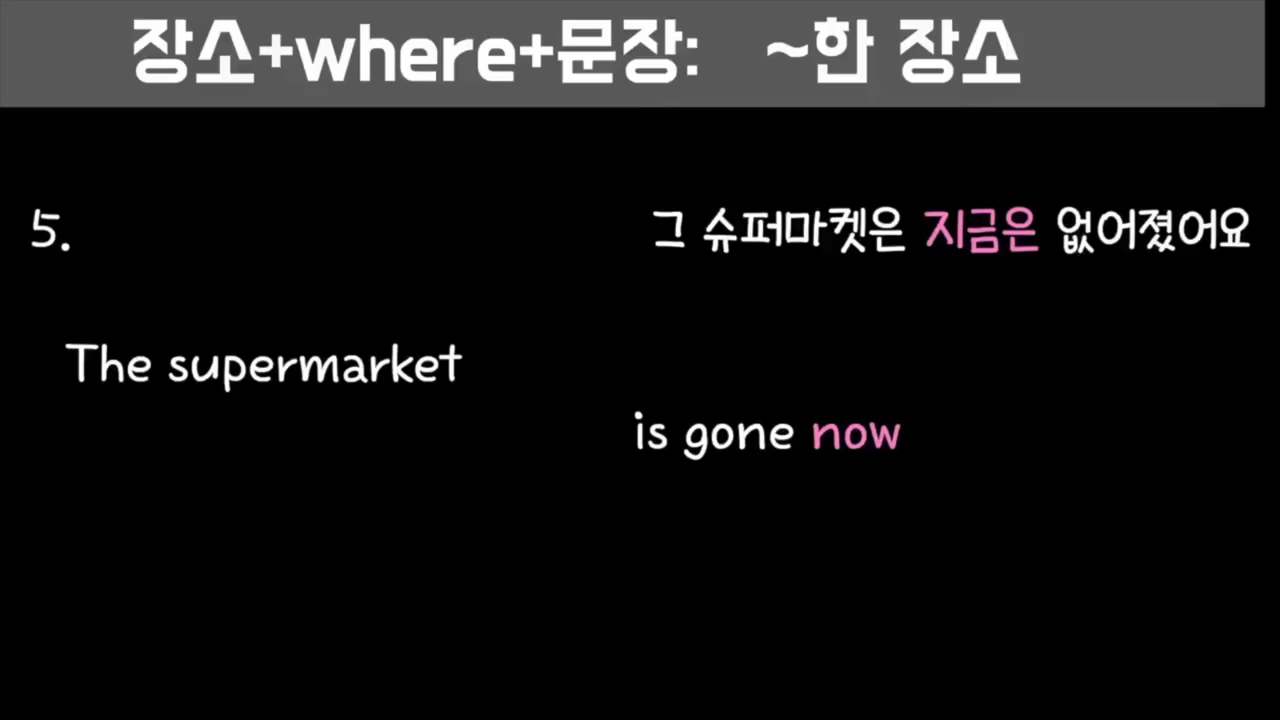 장소+where+문장: ~한 장소
5. 그 슈퍼마켓은 지금은 없어졌어요
The supermarket
is gone now